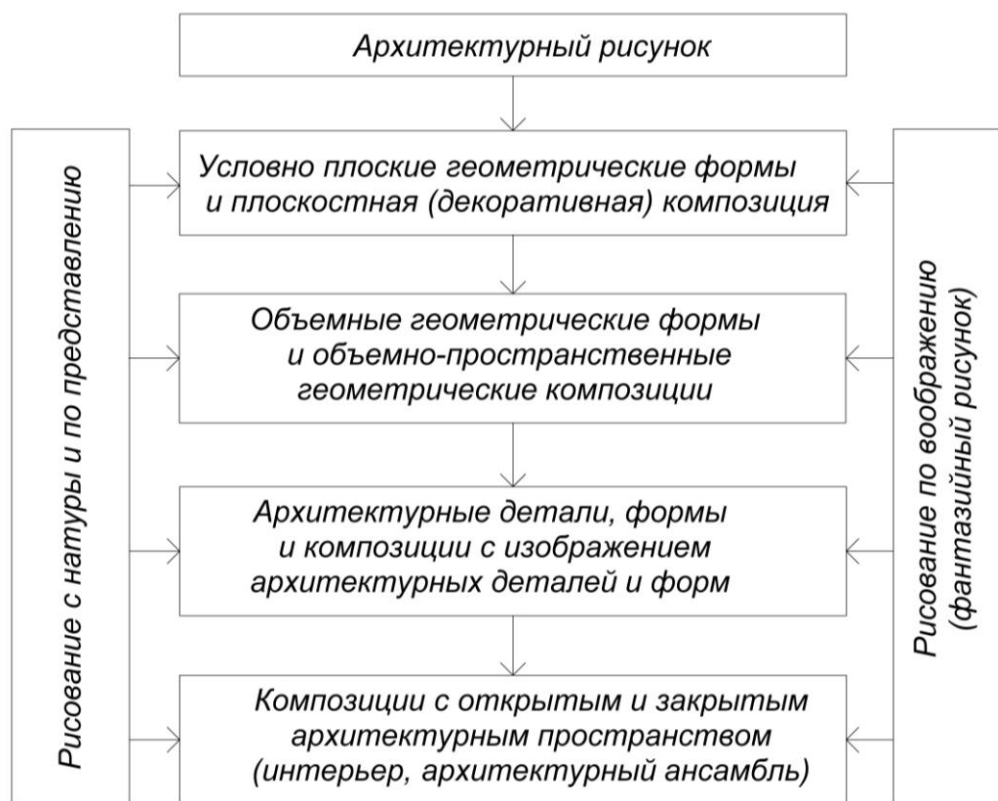 Архитектурный рисунок
Рисование с натуры и по представлению
Условно плоские геометрические формы
и плоскостная (декоративная) композиция
Объемные геометрические формы
и объемно-пространственные
геометрические композиции
Архитектурные детали, формы
и композиции с изображением
архитектурных деталей и форм
Композиции с открытым и закрытым
архитектурным пространством
(интерьер, архитектурный ансамбль)
Рисование по воображению
(фантазийный рисунок)